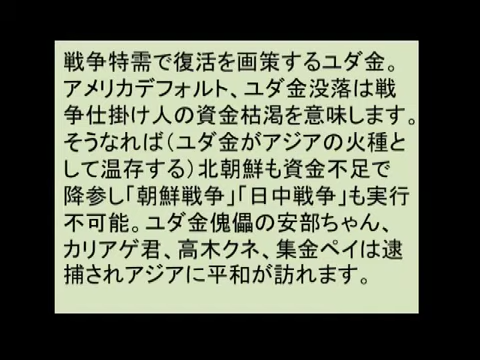 戦争特需で復活を画策するユダ金。
アメリカデフォルト、ユダ金没落は戦
争仕掛け人の資金枯渇を意味します。
そうなれば（ユダ金がアジアの火種と
して温存する）北朝鮮も資金不足で
降参し「朝鮮戦争」「日中戦争」も実行
不可能。ユダ金傀儡の安部ちゃん、
カリアゲ君、高木クネ、集金ペイは逮
捕されアジアに平和が訪れます。